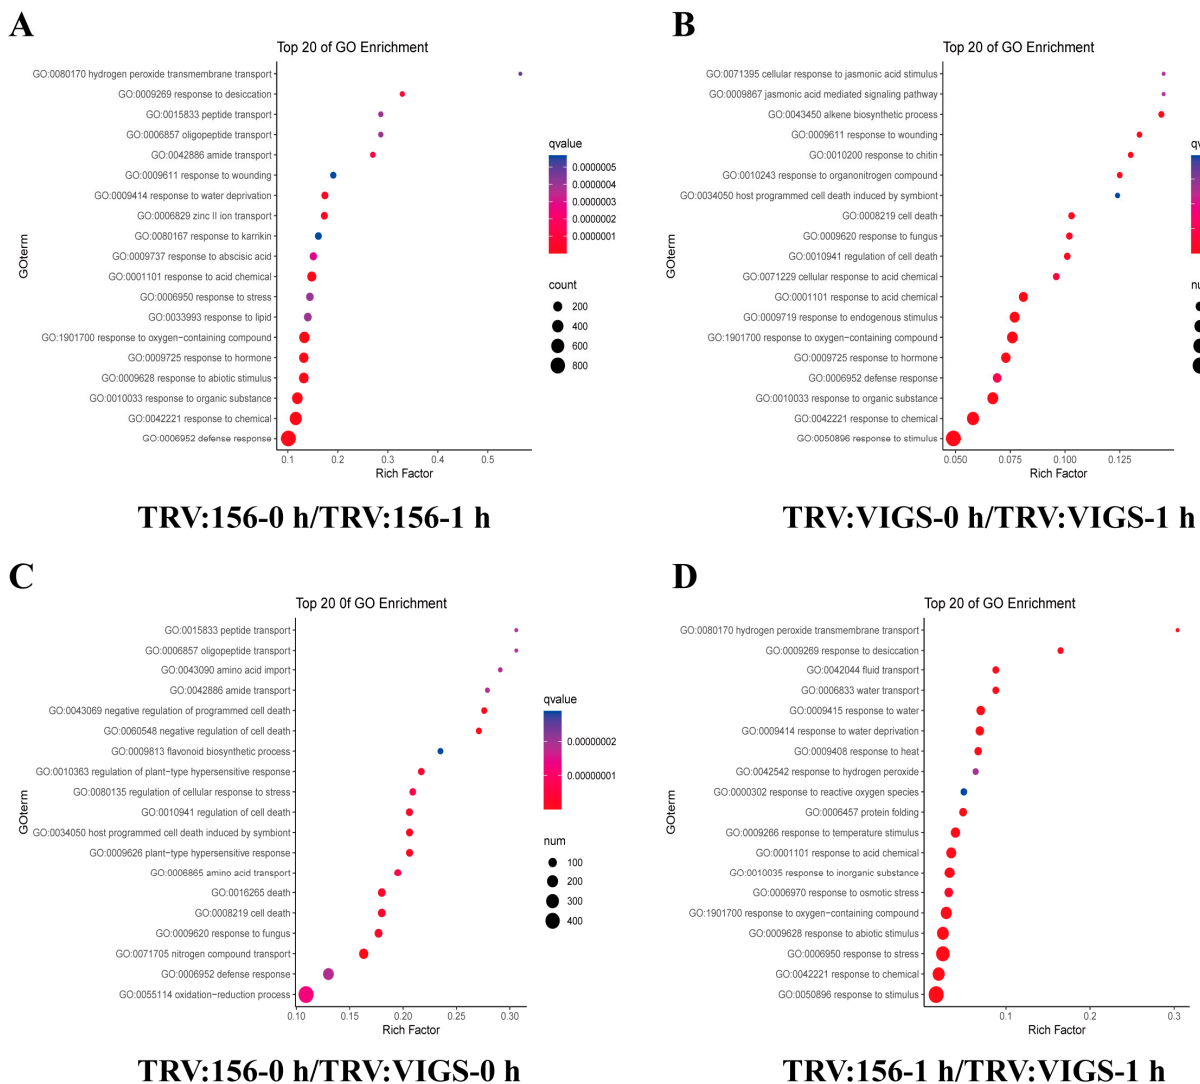 A
Top 20 of GO Enrichment
GO:0080170 hydrogen peroxide transmembrane transport
GO:0009269 response to desiccation
GO:0015833 peptide transport
GO:0006857 oligopeptide transport
GO:0042886 amide transport
GO:0009611 response to wounding
GO:0009414 response to water deprivation
GO:0006829 zinc II ion transport
GO:0080167 response to karrikin
GO:0009737 response to abscisic acid
GO:0001101 response to acid chemical
GO:0006950 response to stress
GO:0033993 response to lipid
GO:1901700 response to oxygen-containing compound
GO:0009725 response to hormone
GO:0009628 response to abiotic stimulus
GO:0010033 response to organic substance
GO:0042221 response to chemical
GO:0006952 defense response
GOterm
0.1 0.2 0.3 0.4 0.5
Rich Factor
qvalue
0.0000005
0.0000004
0.0000003
0.0000002
0.0000001
count
200
400
600
800
TRV:156-0 h/TRV:156-1 h
B
Top 20 of GO Enrichment
GO:0071395 cellular response to jasmonic acid stimulus
GO:0009867 jasmonic acid mediated signaling pathway
GO:0043450 alkene biosynthetic process
GO:0009611 response to wounding
GO:0010200 response to chitin
GO:0010243 response to organonitrogen compound
GO:0034050 host programmed cell death induced by symbiont
GO:0008219 cell death
GO:0009620 response to fungus
GO:0010941 regulation of cell death
GO:0071229 cellular response to acid chemical
GO:0001101 response to acid chemical
GO:0009719 response to endogenous stimulus
GO:1901700 response to oxygen-containing compound
GO:0009725 response to hormone
GO:0006952 defense response
GO:0010033 response to organic substance
GO:0042221 response to chemical
GO:0050896 response to stimulus
GOterm
0.050 0.075 0.100 0.125
Rich Factor
qv
nu
TRV:VIGS-0 h/TRV:VIGS-1 h
C
Top 20 0f GO Enrichment
GO:0015833 peptide transport
GO:0006857 oligopeptide transport
GO:0043090 amino acid import
GO:0042886 amide transport
GO:0043069 negative regulation of programmed cell death
GO:0060548 negative regulation of cell death
GO:0009813 flavonoid biosynthetic process
GO:0010363 regulation of plant-type hypersensitive response
GO:0080135 regulation of cellular response to stress
GO:0010941 regulation of cell death
GO:0034050 host programmed cell death induced by symbiont
GO:0009626 plant-type hypersensitive response
GO:0006865 amino acid transport
GO:0016265 death
GO:0008219 cell death
GO:0009620 response to fungus
GO:0071705 nitrogen compound transport
GO:0006952 defense response
GO:0055114 oxidation-reduction process
GOterm
0.10 0.15 0.20 0.25 0.30
Rich Factor
qvalue
0.00000002
0.00000001
num
100
200
300
400
TRV:156-0 h/TRV:VIGS-0 h
D
Top 20 of GO Enrichment
GO:0080170 hydrogen peroxide transmembrane transport
GO:0009269 response to desiccation
GO:0042044 fluid transport
GO:0006833 water transport
GO:0009415 response to water
GO:0009414 response to water deprivation
GO:0009408 response to heat
GO:0042542 response to hydrogen peroxide
GO:0000302 response to reactive oxygen species
GO:0006457 protein folding
GO:0009266 response to temperature stimulus
GO:0001101 response to acid chemical
GO:0010035 response to inorganic substance
GO:0006970 response to osmotic stress
GO:1901700 response to oxygen-containing compound
GO:0009628 response to abiotic stimulus
GO:0006950 response to stress
GO:0042221 response to chemical
GO:0050896 response to stimulus
GOterm
0.1 0.2 0.3
Rich Factor
TRV:156-1 h/TRV:VIGS-1 h